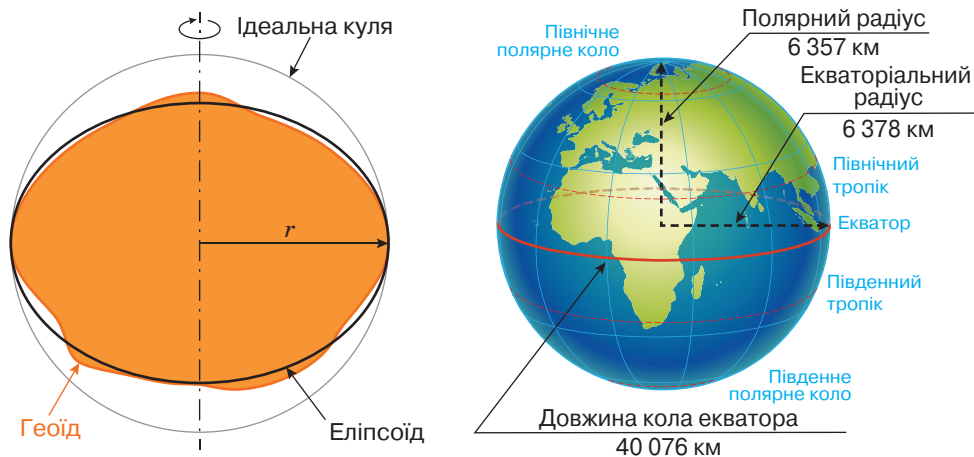 Ідеальна куля
r
Геоїд
Еліпсоїд
Північне
полярне коло
Полярний радіус
6 357 км
Екваторіальний
радіус
6 378 км
Північний
тропік
Екватор
Південний
тропік
Південне
полярне коло
Довжина кола екватора
40 076 км